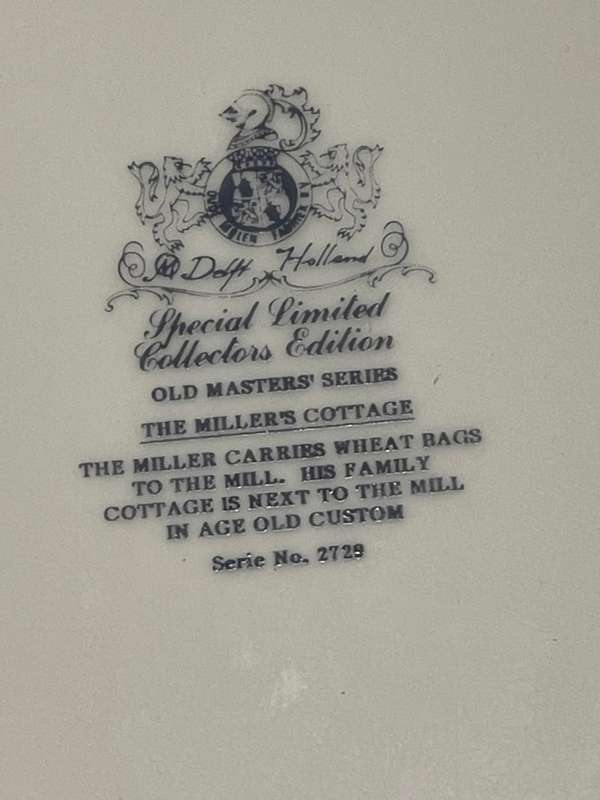 M Delft Holland
Special Limited
Collectors Edition
OLD MASTERS' SERIES
THE MILLER'S COTTAGE
THE MILLER CARRIES WHEAT BAGS
TO THE MILL. HIS FAMILY
COTTAGE IS NEXT TO THE MILL
IN AGE OLD CUSTOM
Serie No. 2729